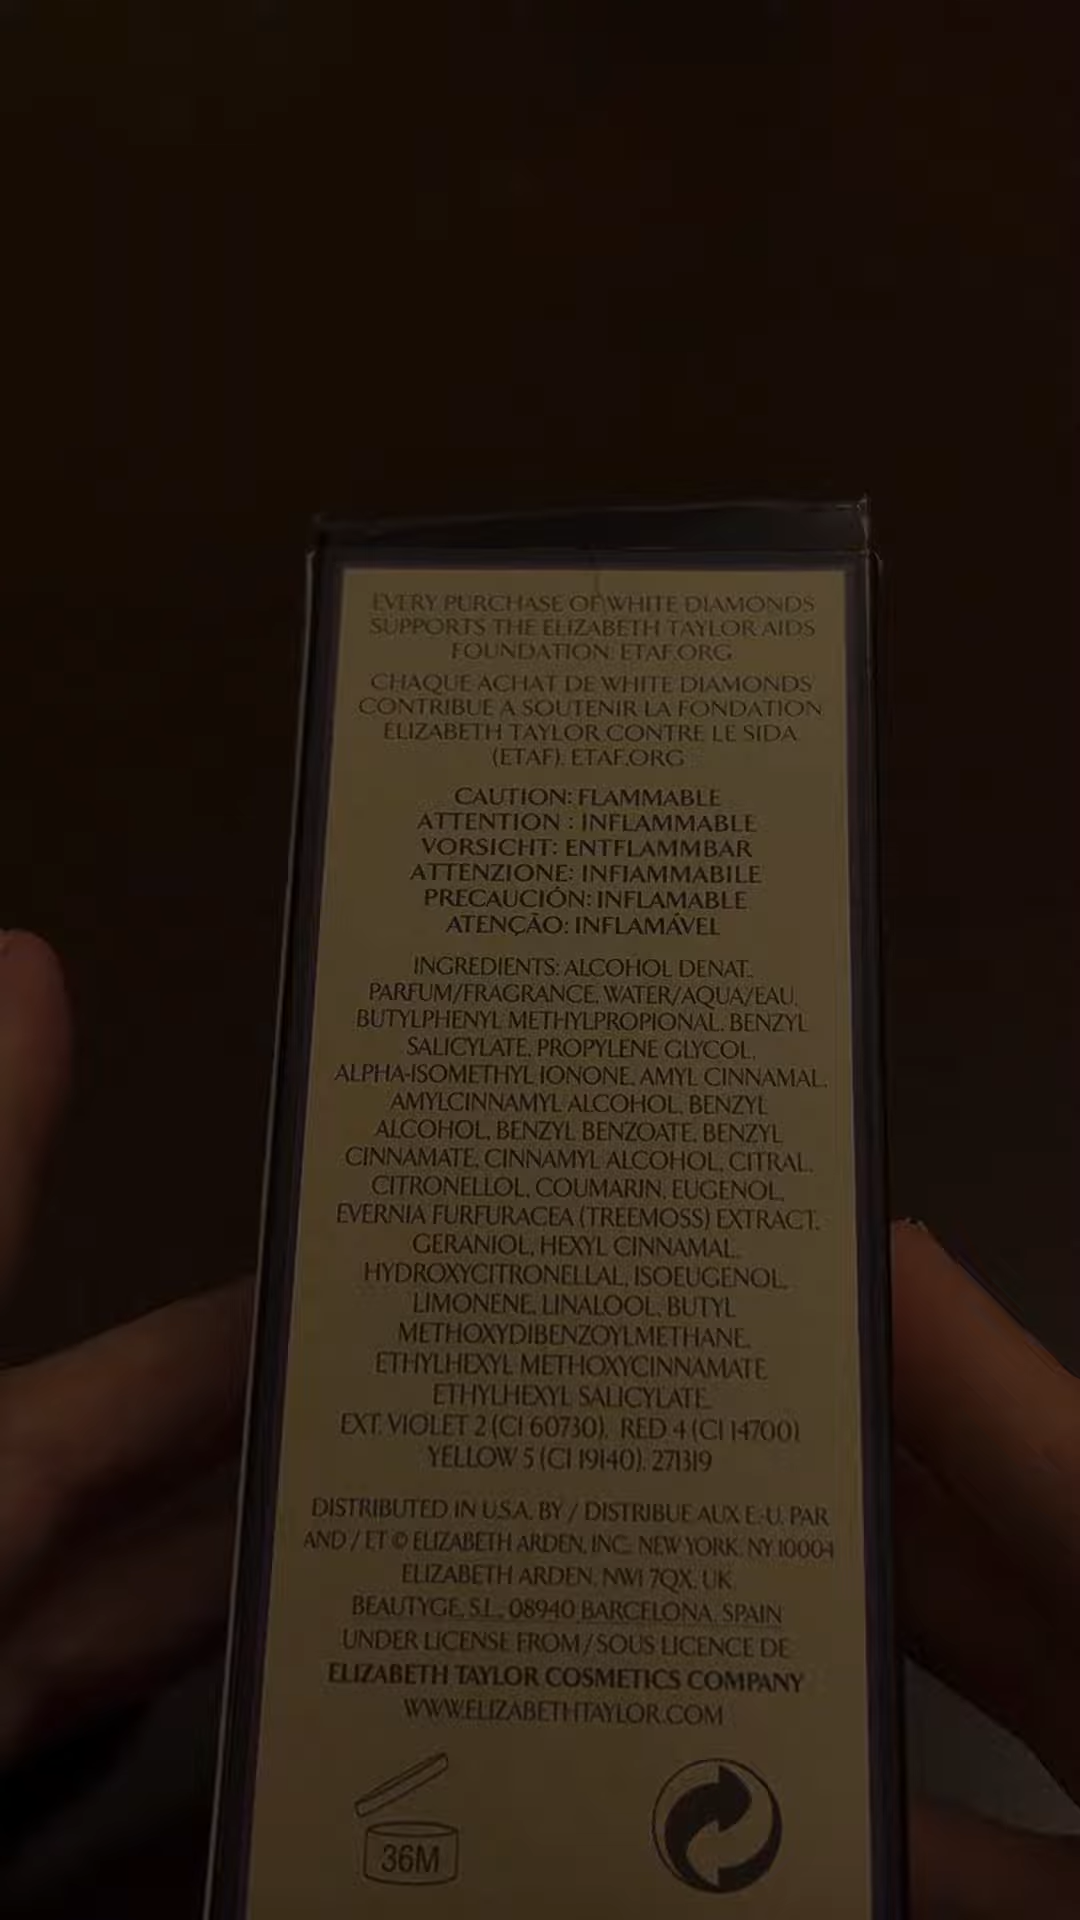 EVERY PURCHASE OF WHITE DIAMONDS
SUPPORTS THE ELIZABETH TAYLOR AIDS
FOUNDATION: ETAF.ORG
CHAQUE ACHAT DE WHITE DIAMONDS
CONTRIBUE A SOUTENIR LA FONDATION
ELIZABETH TAYLOR CONTRE LE SIDA
(ETAF). ETAF.ORG
CAUTION: FLAMMABLE
ATTENTION : INFLAMMABLE
VORSICHT: ENTFLAMMBAR
ATTENZIONE: INFIAMMABILE
PRECAUCIÓN: INFLAMABLE
ATENÇÃO: INFLAMÁVEL
INGREDIENTS: ALCOHOL DENAT.
PARFUM/FRAGRANCE, WATER/AQUA/EAU,
BUTYLPHENYL METHYLPROPIONAL, BENZYL
SALICYLATE, PROPYLENE GLYCOL,
ALPHA-ISOMETHYL IONONE, AMYL CINNAMAL,
AMYLCINNAMYL ALCOHOL, BENZYL
ALCOHOL, BENZYL BENZOATE, BENZYL
CINNAMATE, CINNAMYL ALCOHOL, CITRAL,
CITRONELLOL, COUMARIN, EUGENOL,
EVERNIA FURFURACEA (TREEMOSS) EXTRACT,
GERANIOL, HEXYL CINNAMAL,
HYDROXYCITRONELLAL, ISOEUGENOL,
LIMONENE, LINALOOL, BUTYL
METHOXYDIBENZOYLMETHANE,
ETHYLHEXYL METHOXYCINNAMATE
ETHYLHEXYL SALICYLATE,
EXT. VIOLET 2 (CI 60730), RED 4 (CI 14700)
YELLOW 5 (CI 19140). 271319
DISTRIBUTED IN U.S.A. BY / DISTRIBUE AUX E.-U. PAR
AND / ET © ELIZABETH ARDEN, INC. NEW YORK, NY 10004
ELIZABETH ARDEN, NW1 7QX, UK
BEAUTYGE, S.L., 08940 BARCELONA, SPAIN
UNDER LICENSE FROM / SOUS LICENCE DE
ELIZABETH TAYLOR COSMETICS COMPANY
WWW.ELIZABETHTAYLOR.COM
36M